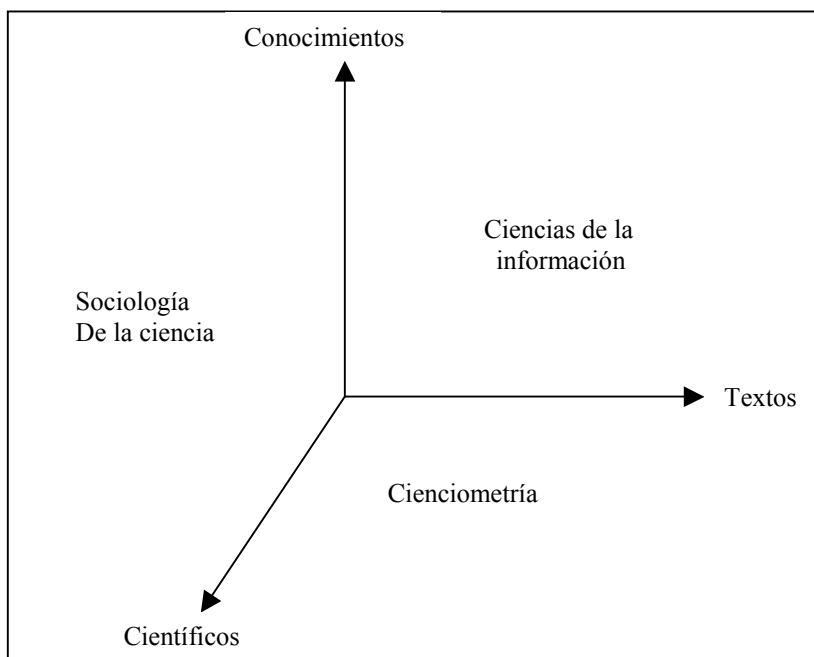 Conocimientos
Ciencias de la
información
Sociología
De la ciencia
Textos
Cienciometría
Científicos